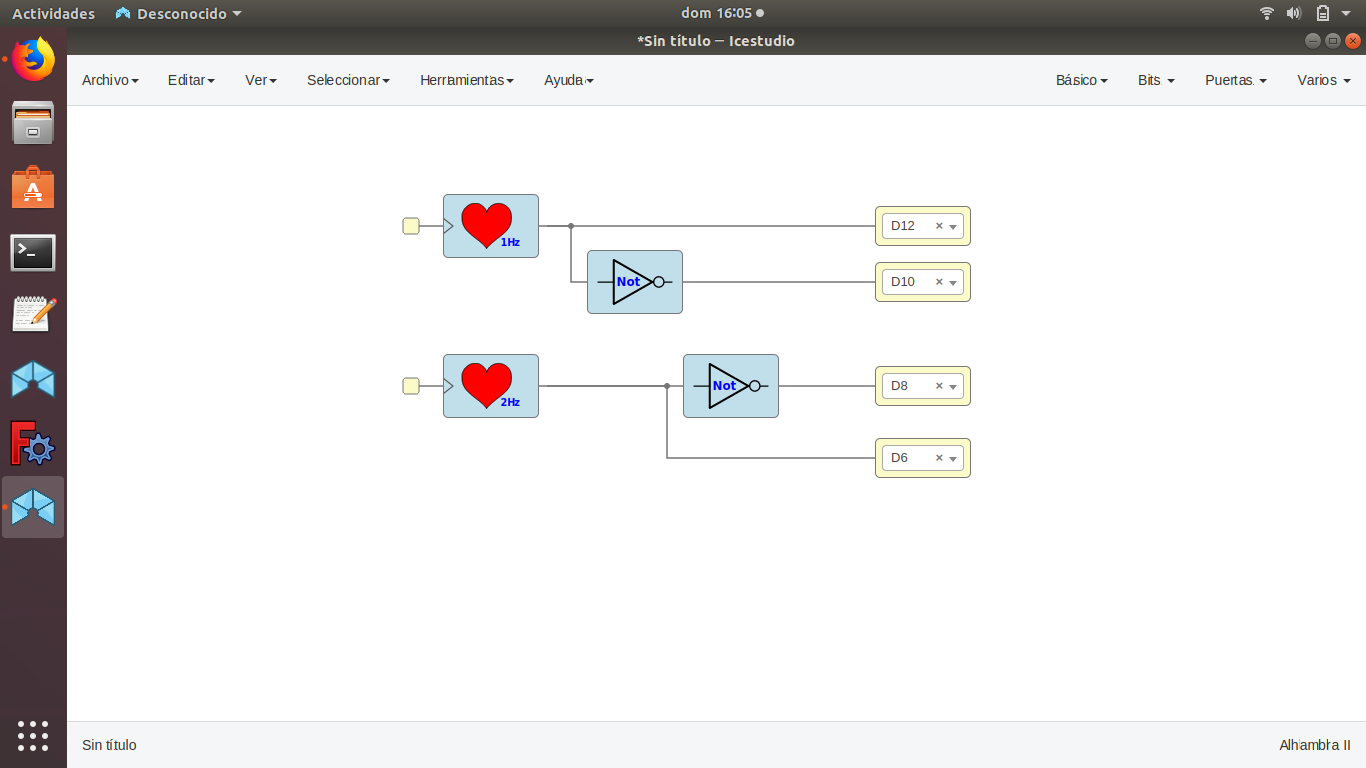 Actividades Desconocido dom 16:05
*Sin título — Icestudio
Archivo Editar Ver Seleccionar Herramientas Ayuda Básico Bits Puertas Varios
1Hz
D12 ×
Not
D10 ×
2Hz
Not
D8 ×
D6 ×
Sin título Alhambra II